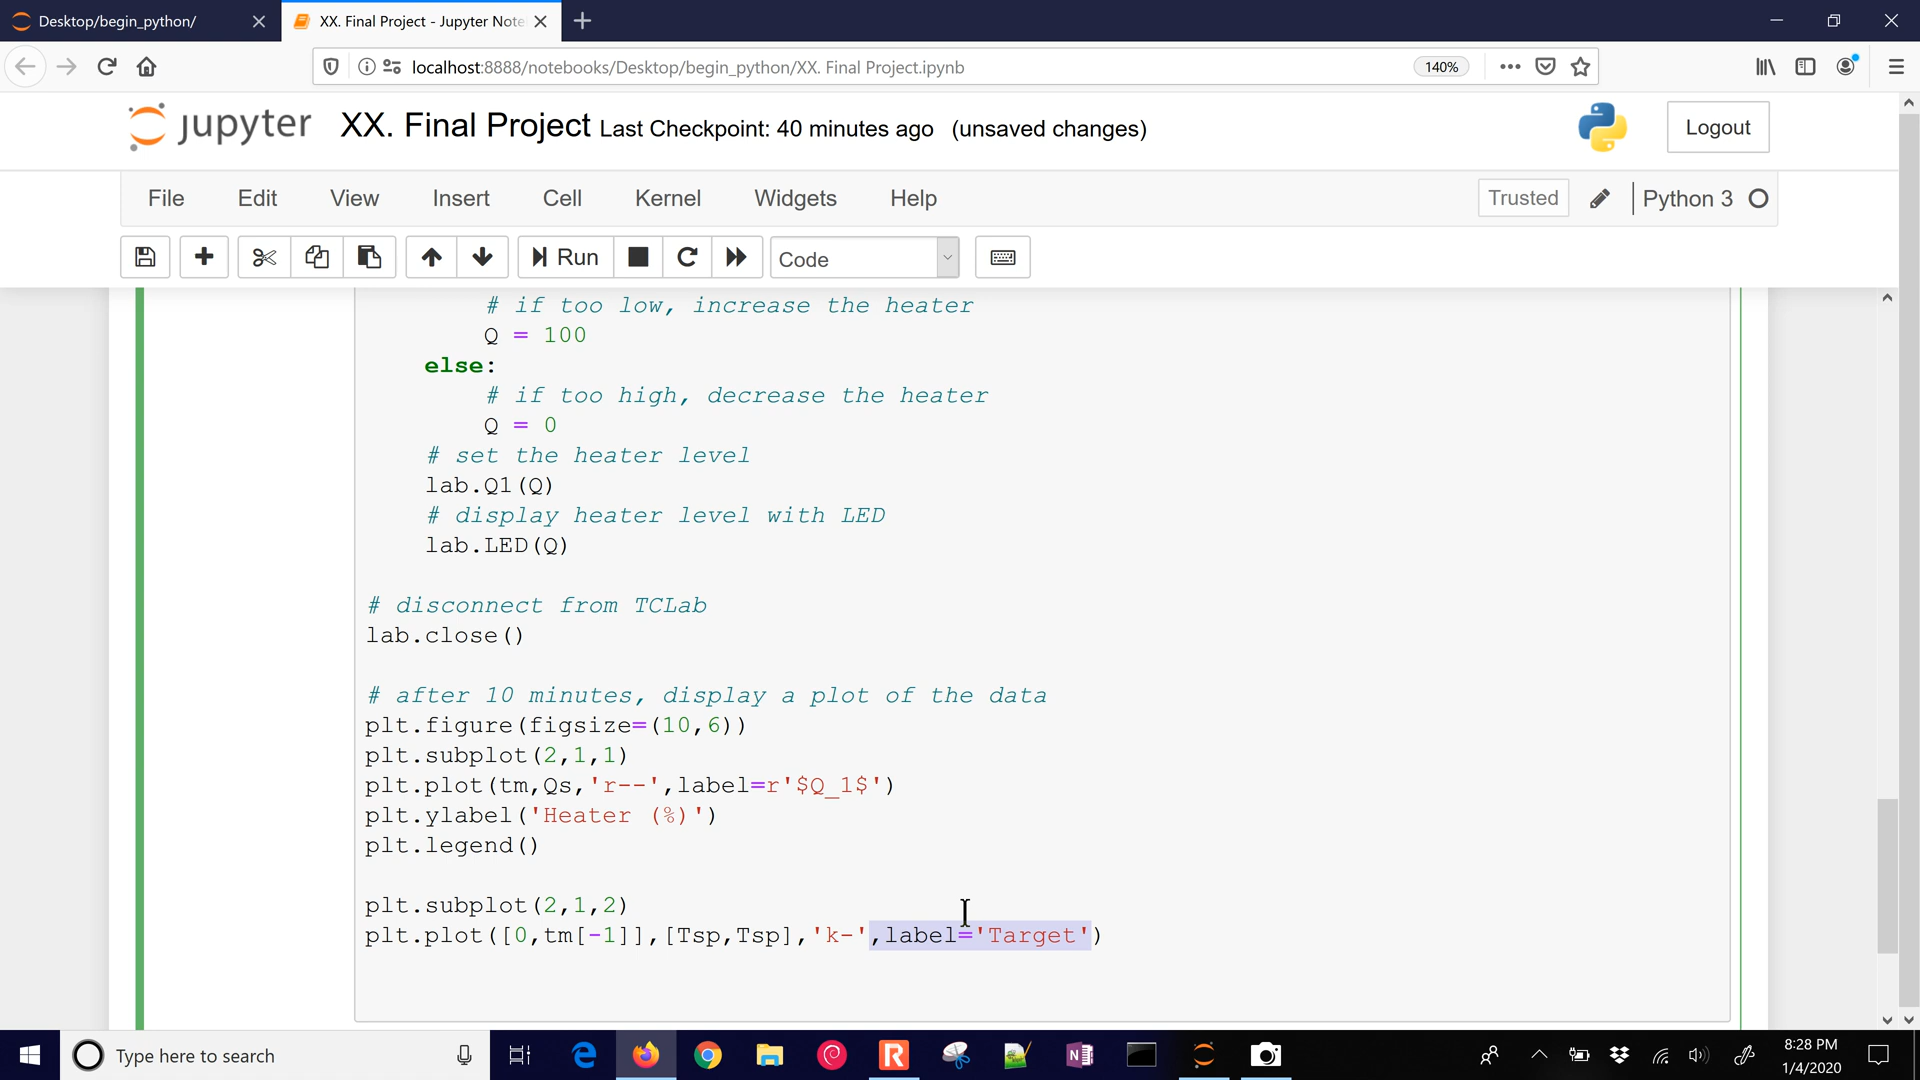 Desktop/begin_python/
XX. Final Project - Jupyter Note
localhost:8888/notebooks/Desktop/begin_python/XX. Final Project.ipynb
140%
jupyter XX. Final Project Last Checkpoint: 40 minutes ago (unsaved changes)
Logout
File Edit View Insert Cell Kernel Widgets Help
Trusted Python 3
Run Code
# if too low, increase the heater
Q = 100
else:
# if too high, decrease the heater
Q = 0
# set the heater level
lab.Q1(Q)
# display heater level with LED
lab.LED(Q)
# disconnect from TCLab
lab.close()
# after 10 minutes, display a plot of the data
plt.figure(figsize=(10,6))
plt.subplot(2,1,1)
plt.plot(tm,Qs,'r--',label=r'$Q_1$')
plt.ylabel('Heater (%)')
plt.legend()
plt.subplot(2,1,2)
plt.plot([0,tm[-1]],[Tsp,Tsp],'k-',label='Target')
Type here to search
8:28 PM
1/4/2020